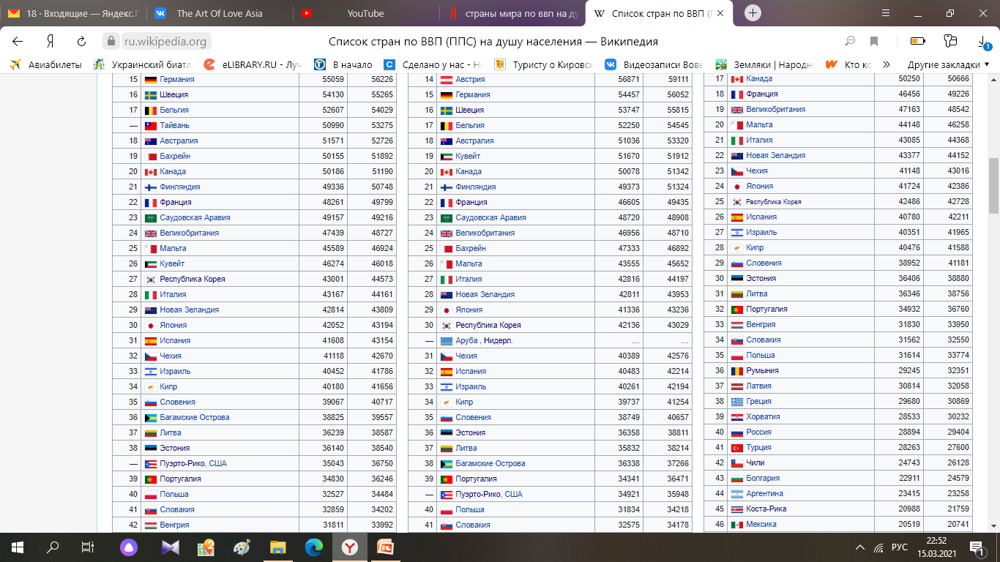 18 · Входящие — Яндекс.П The Art Of Love Asia YouTube страны мира по ввп на ду Список стран по ВВП (П
ru.wikipedia.org Список стран по ВВП (ППС) на душу населения — Википедия 1
Авиабилеты Украинский биатл eLIBRARY.RU - Луч В начало Сделано у нас - На Туристу о Кировск Видеозаписи Вовы Земляки | Народн Кто ко » Другие закладки
15 Германия 55059 56226
16 Швеция 54130 55265
17 Бельгия 52607 54029
— Тайвань 50990 53275
18 Австралия 51571 52726
19 Бахрейн 50155 51892
20 Канада 50186 51190
21 Финляндия 49336 50748
22 Франция 48261 49799
23 Саудовская Аравия 49157 49216
24 Великобритания 47439 48727
25 Мальта 45589 46924
26 Кувейт 46274 46018
27 Республика Корея 43001 44573
28 Италия 43167 44161
29 Новая Зеландия 42814 43809
30 Япония 42052 43194
31 Испания 41608 43154
32 Чехия 41118 42670
33 Израиль 40452 41786
34 Кипр 40180 41656
35 Словения 39067 40717
36 Багамские Острова 38825 39557
37 Литва 36239 38587
38 Эстония 36140 38540
— Пуэрто-Рико, США 35043 36750
39 Португалия 34830 36246
40 Польша 32527 34484
41 Словакия 32859 34202
42 Венгрия 31811 33992
14 Австрия 56871 59111
15 Германия 54457 56052
16 Швеция 53747 55815
17 Бельгия 52250 54545
18 Австралия 51036 53320
19 Кувейт 51670 51912
20 Канада 50078 51342
21 Финляндия 49373 51324
22 Франция 46605 49435
23 Саудовская Аравия 48720 48908
24 Великобритания 46956 48710
25 Бахрейн 47333 46892
26 Мальта 43555 45652
27 Италия 42816 44197
28 Новая Зеландия 42811 43953
29 Япония 41336 43236
30 Республика Корея 42136 43029
— Аруба , Нидерл. ... ...
31 Чехия 40389 42576
32 Испания 40483 42214
33 Израиль 40261 42194
34 Кипр 39737 41254
35 Словения 38749 40657
36 Эстония 36358 38811
37 Литва 35832 38214
38 Багамские Острова 36338 37266
39 Португалия 34341 36471
— Пуэрто-Рико, США 34921 35948
40 Польша 31834 34218
41 Словакия 32575 34178
17 Канада 50250 50666
18 Франция 46456 49226
19 Великобритания 47163 48542
20 Мальта 44148 46258
21 Италия 43085 44368
22 Новая Зеландия 43377 44152
23 Чехия 41148 43016
24 Япония 41724 42386
25 Республика Корея 42486 42728
26 Испания 40780 42211
27 Израиль 40351 41965
28 Кипр 40476 41588
29 Словения 38952 41181
30 Эстония 36406 38880
31 Литва 36346 38756
32 Португалия 34932 36760
33 Венгрия 31830 33950
34 Словакия 31562 32550
35 Польша 31614 33774
36 Румыния 29245 32351
37 Латвия 30814 32058
38 Греция 29680 30869
39 Хорватия 28533 30232
40 Россия 28894 29404
41 Турция 28263 27600
42 Чили 24743 26128
43 Болгария 22911 24579
44 Аргентина 23415 23258
45 Коста-Рика 20988 21759
46 Мексика 20519 20741
РУС 22:52
15.03.2021 1